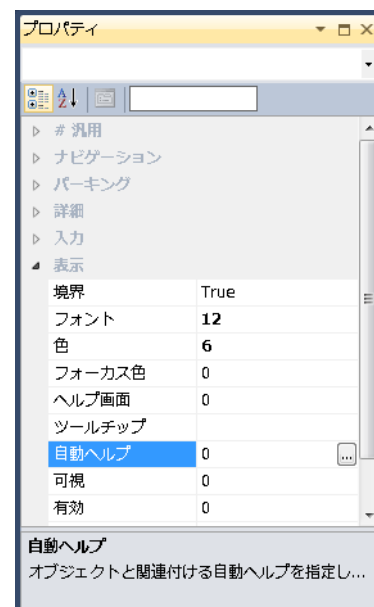 プロパティ
# 汎用
ナビゲーション
パーキング
詳細
入力
表示
境界 True
フォント 12
色 6
フォーカス色 0
ヘルプ画面 0
ツールチップ
自動ヘルプ 0 ...
可視 0
有効 0
自動ヘルプ
オブジェクトと関連付ける自動ヘルプを指定し...